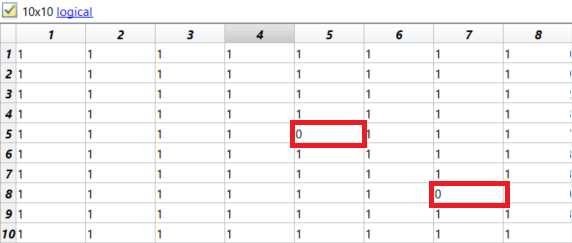 10x10 logical
1 2 3 4 5 6 7 8
1 1 1 1 1 1 1 1 1
2 1 1 1 1 1 1 1 1
3 1 1 1 1 1 1 1 1
4 1 1 1 1 1 1 1 1
5 1 1 1 1 0 1 1 1
6 1 1 1 1 1 1 1 1
7 1 1 1 1 1 1 1 1
8 1 1 1 1 1 1 0
9 1 1 1 1 1 1 1 1
10 1 1 1 1 1 1 1 1